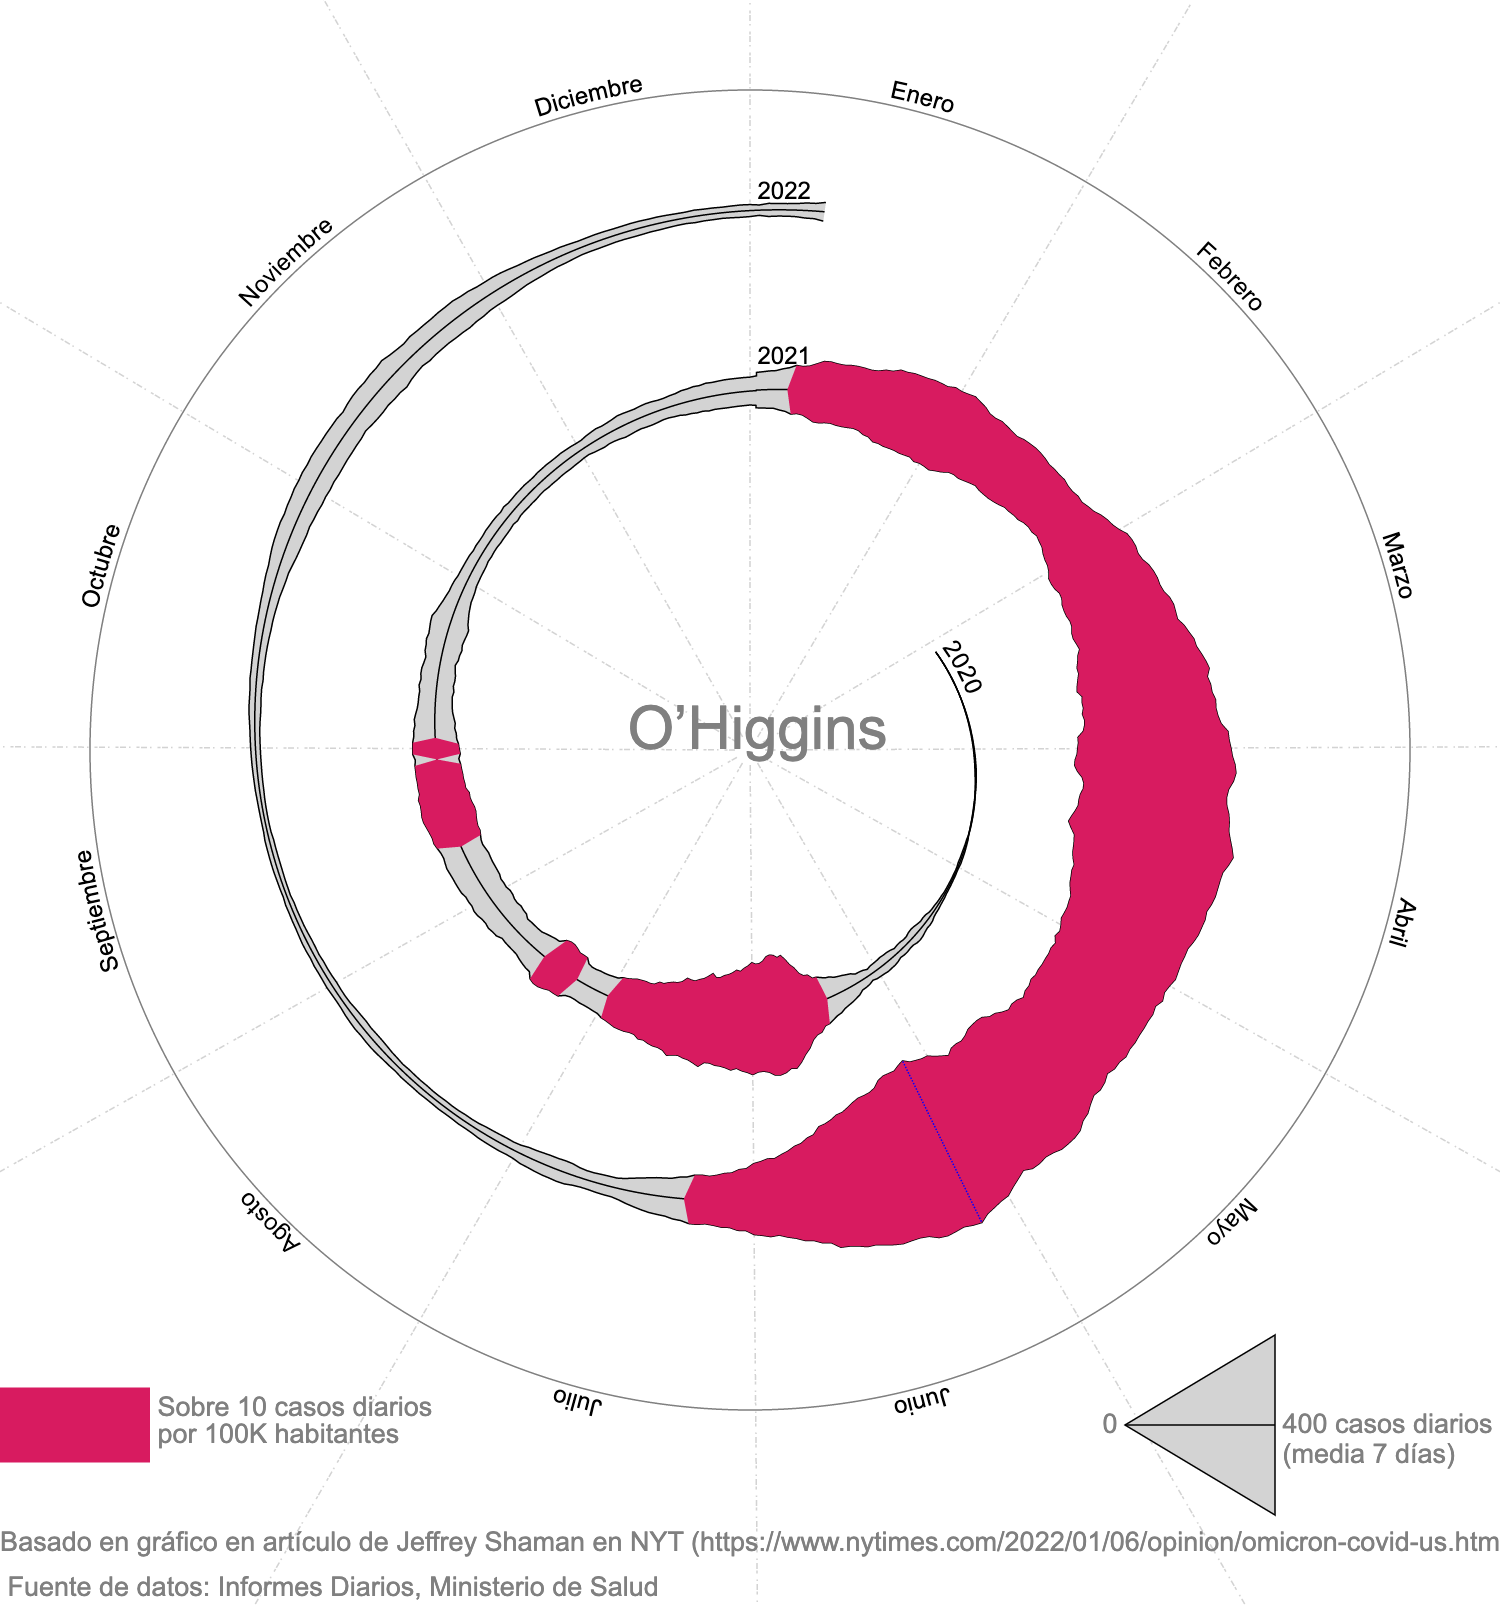 Diciembre
Enero
Noviembre
Febrero
2022
2021
Octubre
Marzo
2020
O’Higgins
Septiembre
Abril
Agosto
Mayo
Julio
Junio
Sobre 10 casos diarios
por 100K habitantes
0
400 casos diarios
(media 7 días)
Basado en gráfico en artículo de Jeffrey Shaman en NYT (https://www.nytimes.com/2022/01/06/opinion/omicron-covid-us.htm
Fuente de datos: Informes Diarios, Ministerio de Salud